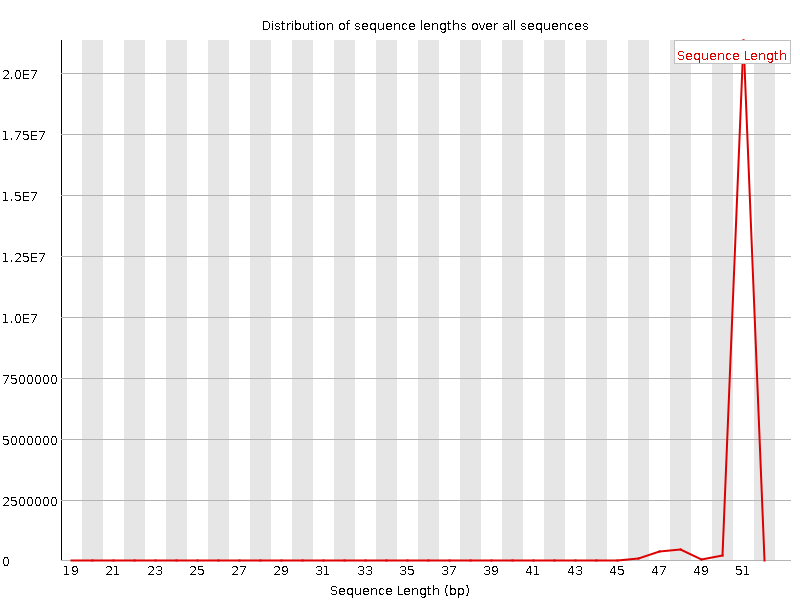 Distribution of sequence lengths over all sequences
Sequence Length
2.0E7
1.75E7
1.5E7
1.25E7
1.0E7
7500000
5000000
2500000
0
19 21 23 25 27 29 31 33 35 37 39 41 43 45 47 49 51
Sequence Length (bp)